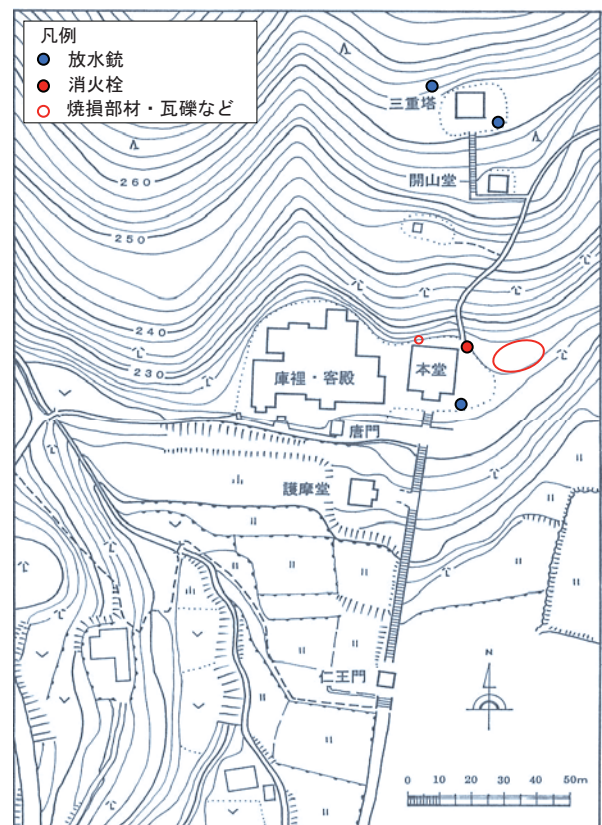 凡例
放水銃
消火栓
焼損部材・瓦礫など
三重塔
開山堂
260
250
240
230
庫裡・客殿
本堂
唐門
護摩堂
仁王門
N
0 10 20 30 40 50m